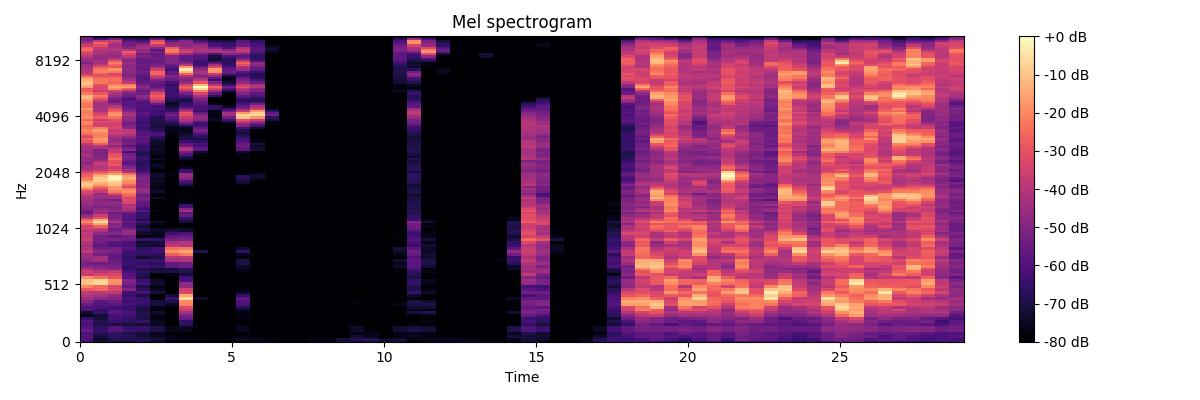 Mel spectrogram
8192
4096
2048
1024
512
0
Hz
0 5 10 15 20 25
Time
+0 dB
-10 dB
-20 dB
-30 dB
-40 dB
-50 dB
-60 dB
-70 dB
-80 dB